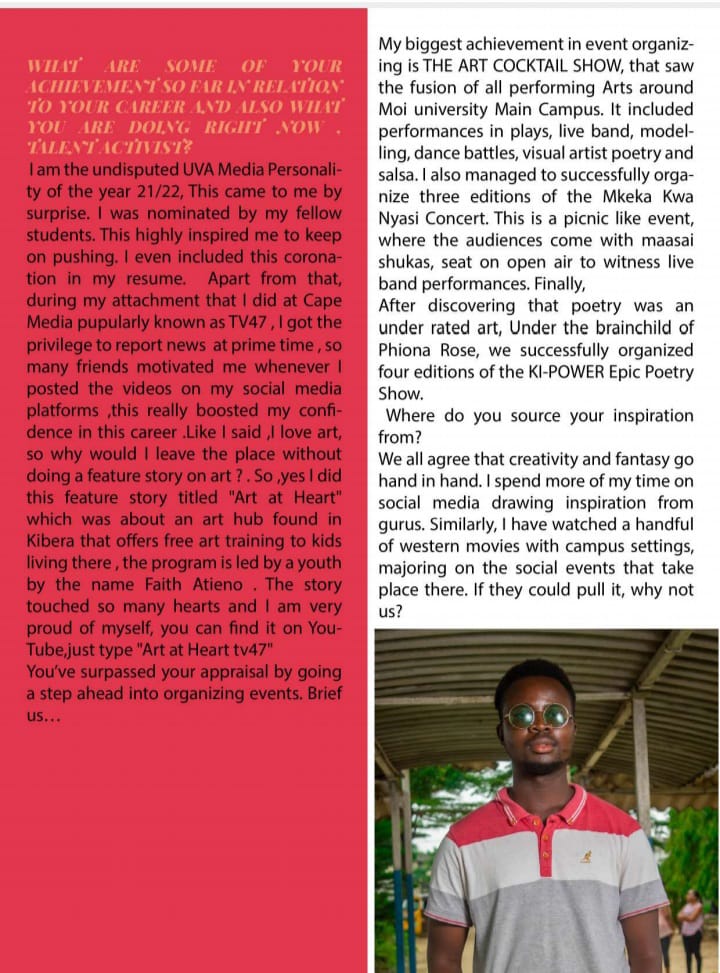 WHAT ARE SOME OF YOUR
ACHIEVEMENT SO FAR IN RELATION
TO YOUR CAREER AND ALSO WHAT
YOU ARE DOING RIGHT NOW .
TALENT ACTIVIST?
I am the undisputed UVA Media Personali-
ty of the year 21/22, This came to me by
surprise. I was nominated by my fellow
students. This highly inspired me to keep
on pushing. I even included this corona-
tion in my resume. Apart from that,
during my attachment that I did at Cape
Media pupularly known as TV47 , I got the
privilege to report news at prime time , so
many friends motivated me whenever I
posted the videos on my social media
platforms ,this really boosted my confi-
dence in this career .Like I said ,I love art,
so why would I leave the place without
doing a feature story on art ? . So ,yes I did
this feature story titled "Art at Heart"
which was about an art hub found in
Kibera that offers free art training to kids
living there , the program is led by a youth
by the name Faith Atieno . The story
touched so many hearts and I am very
proud of myself, you can find it on You-
Tube,just type "Art at Heart tv47"
You've surpassed your appraisal by going
a step ahead into organizing events. Brief
us…
My biggest achievement in event organiz-
ing is THE ART COCKTAIL SHOW, that saw
the fusion of all performing Arts around
Moi university Main Campus. It included
performances in plays, live band, model-
ling, dance battles, visual artist poetry and
salsa. I also managed to successfully orga-
nize three editions of the Mkeka Kwa
Nyasi Concert. This is a picnic like event,
where the audiences come with maasai
shukas, seat on open air to witness live
band performances. Finally,
After discovering that poetry was an
under rated art, Under the brainchild of
Phiona Rose, we successfully organized
four editions of the KI-POWER Epic Poetry
Show.
Where do you source your inspiration
from?
We all agree that creativity and fantasy go
hand in hand. I spend more of my time on
social media drawing inspiration from
gurus. Similarly, I have watched a handful
of western movies with campus settings,
majoring on the social events that take
place there. If they could pull it, why not
us?